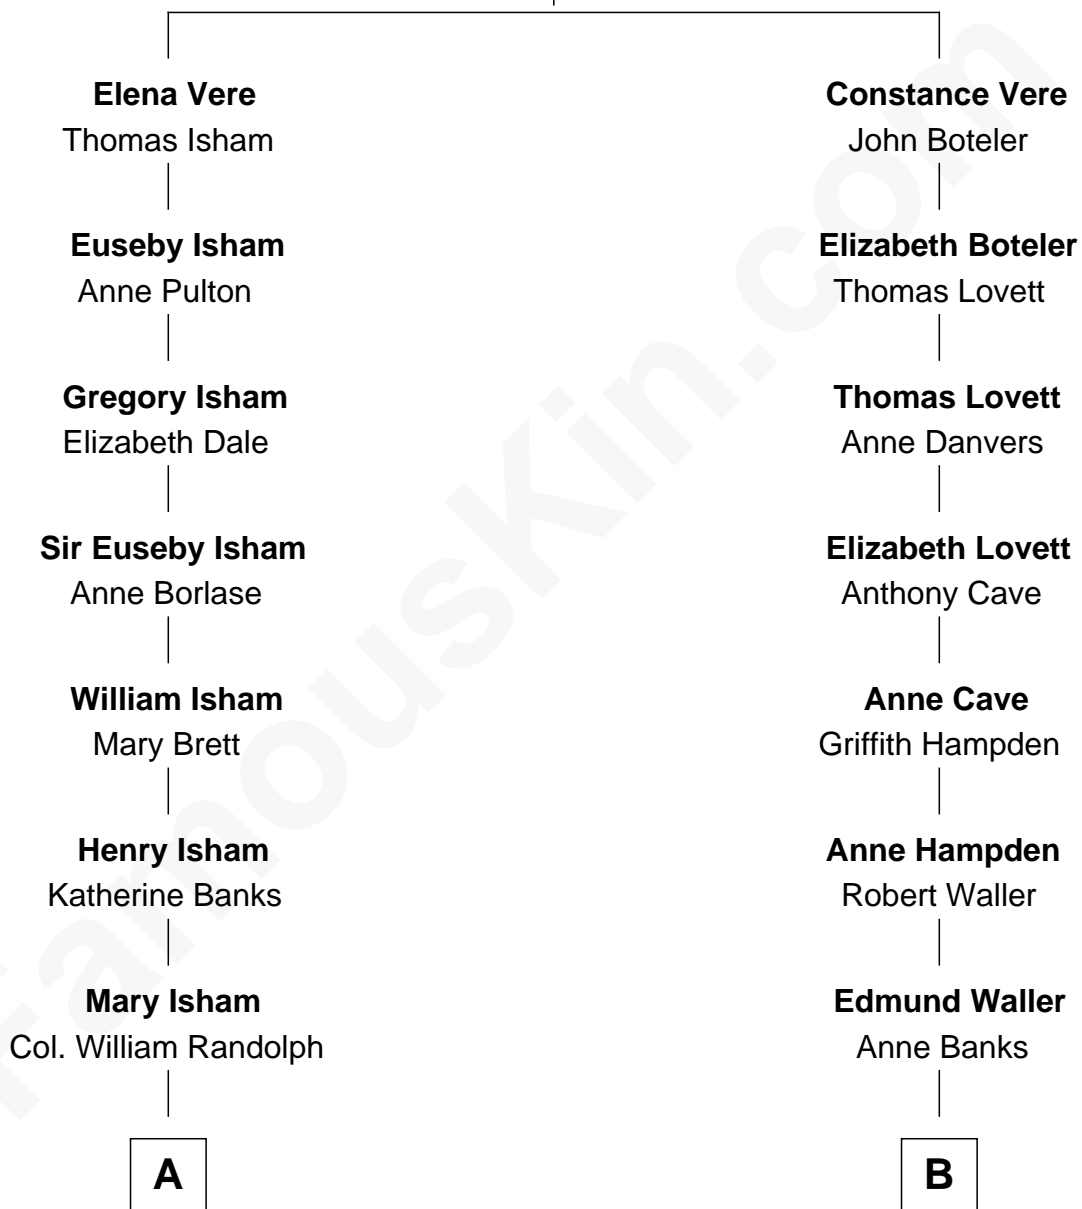 Elena Vere
Thomas Isham
Euseby Isham
Anne Pulton
Gregory Isham
Elizabeth Dale
Sir Euseby Isham
Anne Borlase
William Isham
Mary Brett
Henry Isham
Katherine Banks
Mary Isham
Col. William Randolph
A
Constance Vere
John Boteler
Elizabeth Boteler
Thomas Lovett
Thomas Lovett
Anne Danvers
Elizabeth Lovett
Anthony Cave
Anne Cave
Griffith Hampden
Anne Hampden
Robert Waller
Edmund Waller
Anne Banks
B
FamousKin.com